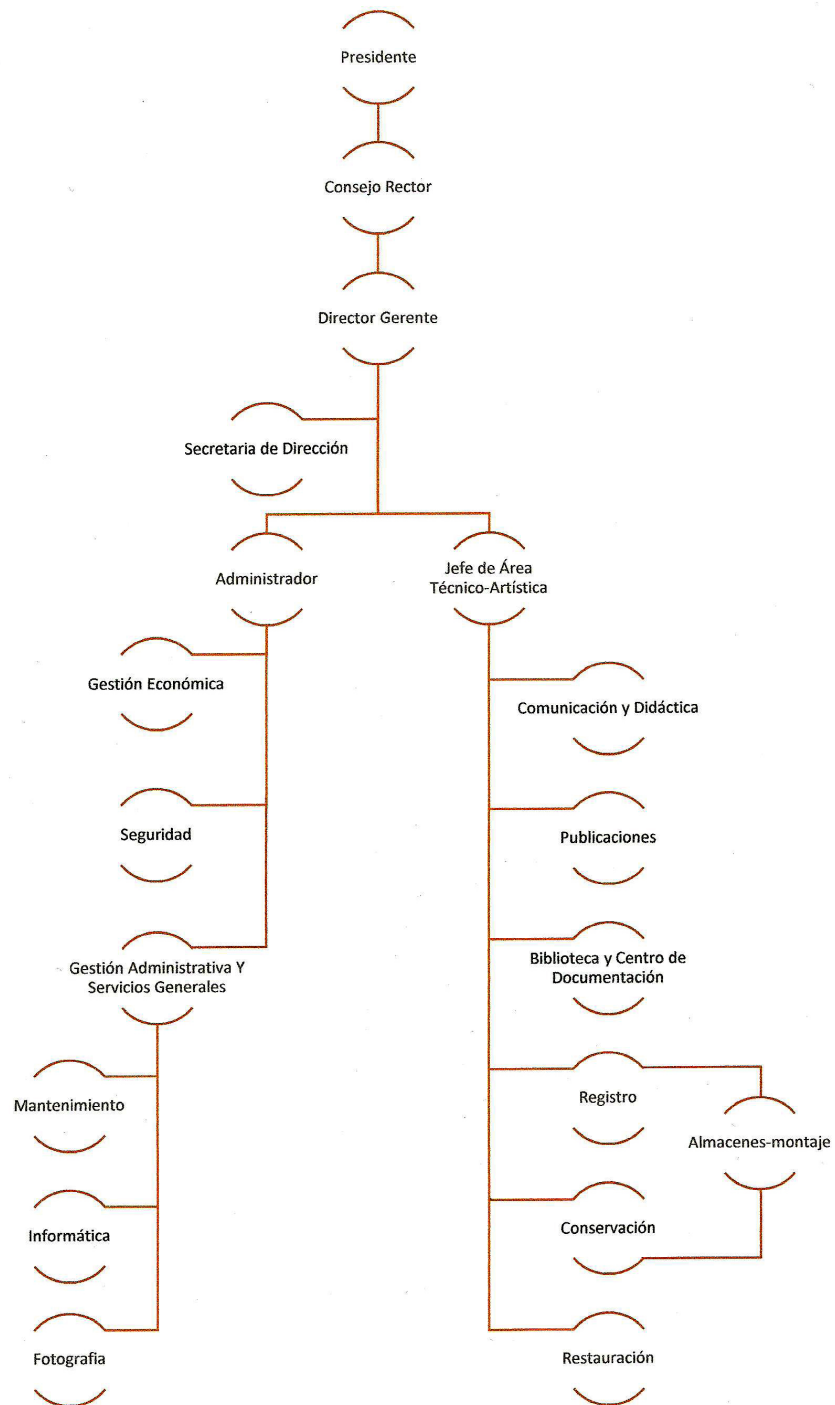 Presidente
Consejo Rector
Director Gerente
Secretaria de Dirección
Administrador
Jefe de Área
Técnico-Artística
Gestión Económica
Seguridad
Gestión Administrativa Y
Servicios Generales
Mantenimiento
Informática
Fotografia
Comunicación y Didáctica
Publicaciones
Biblioteca y Centro de
Documentación
Registro
Almacenes-montaje
Conservación
Restauración